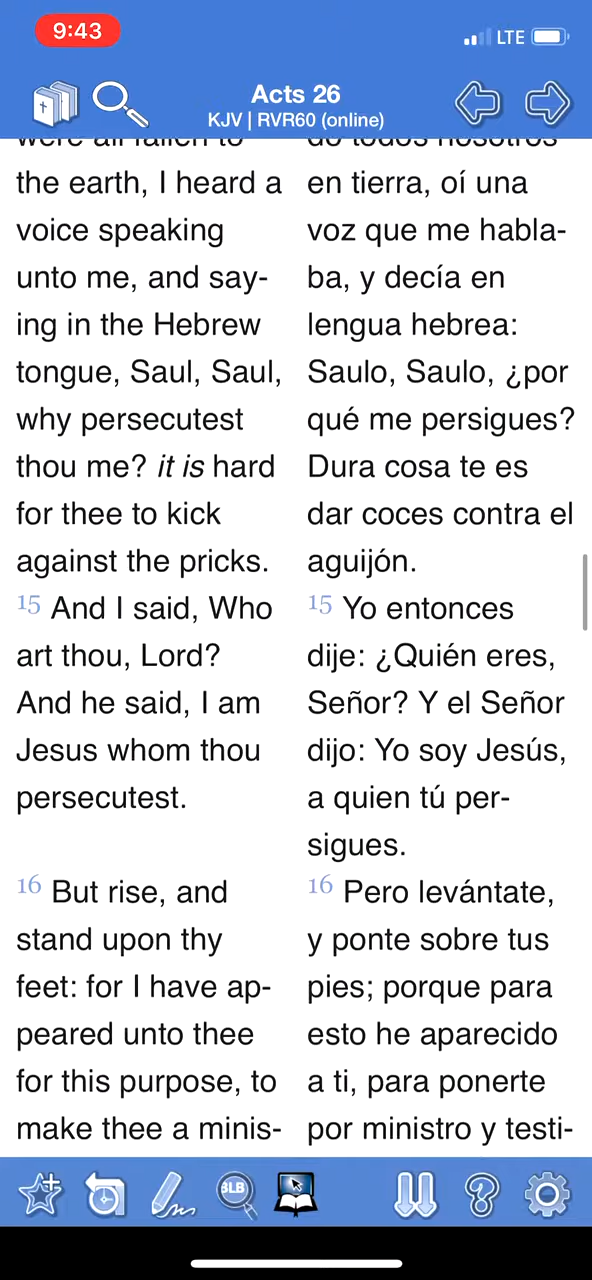 9:43
LTE
Acts 26
KJV | RVR60 (online)
were all fallen to
the earth, I heard a
voice speaking
unto me, and say-
ing in the Hebrew
tongue, Saul, Saul,
why persecutest
thou me? it is hard
for thee to kick
against the pricks.
15 And I said, Who
art thou, Lord?
And he said, I am
Jesus whom thou
persecutest.
16 But rise, and
stand upon thy
feet: for I have ap-
peared unto thee
for this purpose, to
make thee a minis-
do todos nosotros
en tierra, oí una
voz que me habla-
ba, y decía en
lengua hebrea:
Saulo, Saulo, ¿por
qué me persigues?
Dura cosa te es
dar coces contra el
aguijón.
15 Yo entonces
dije: ¿Quién eres,
Señor? Y el Señor
dijo: Yo soy Jesús,
a quien tú per-
sigues.
16 Pero levántate,
y ponte sobre tus
pies; porque para
esto he aparecido
a ti, para ponerte
por ministro y testi-
BLB